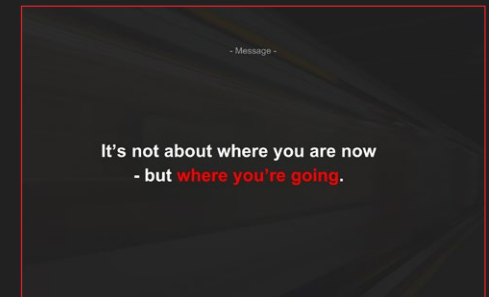 - Message -
It’s not about where you are now
- but where you’re going.